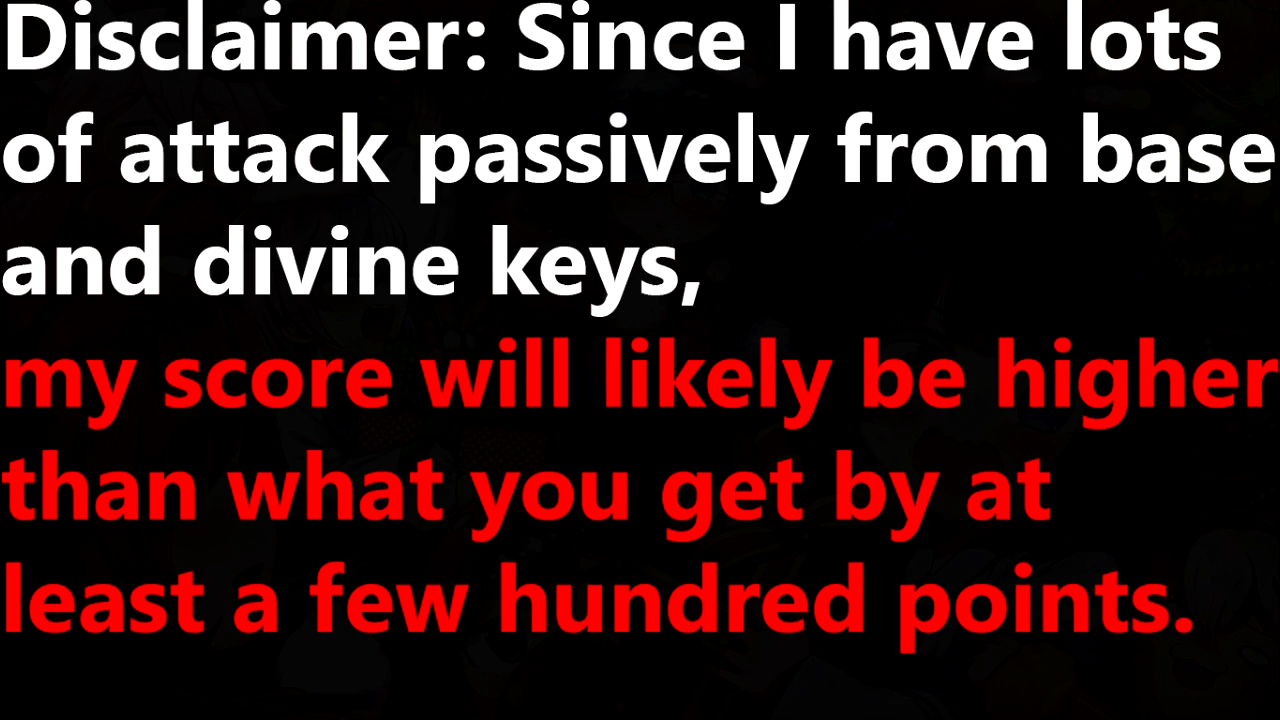 Disclaimer: Since I have lots
of attack passively from base
and divine keys,
my score will likely be higher
than what you get by at
least a few hundred points.